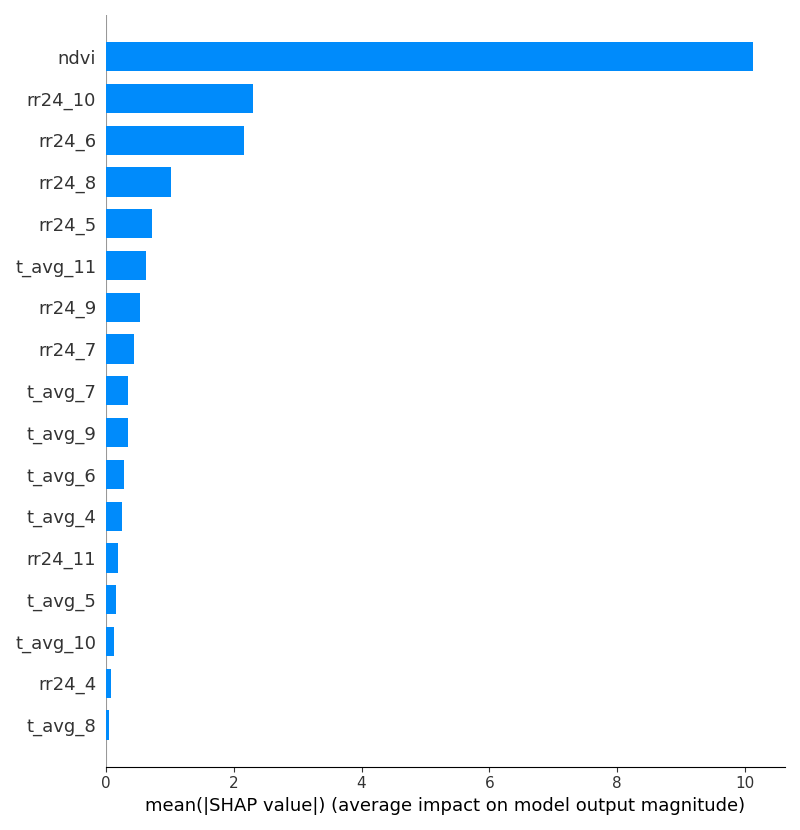 ndvi
rr24_10
rr24_6
rr24_8
rr24_5
t_avg_11
rr24_9
rr24_7
t_avg_7
t_avg_9
t_avg_6
t_avg_4
rr24_11
t_avg_5
t_avg_10
rr24_4
t_avg_8
0 2 4 6 8 10
mean(|SHAP value|) (average impact on model output magnitude)